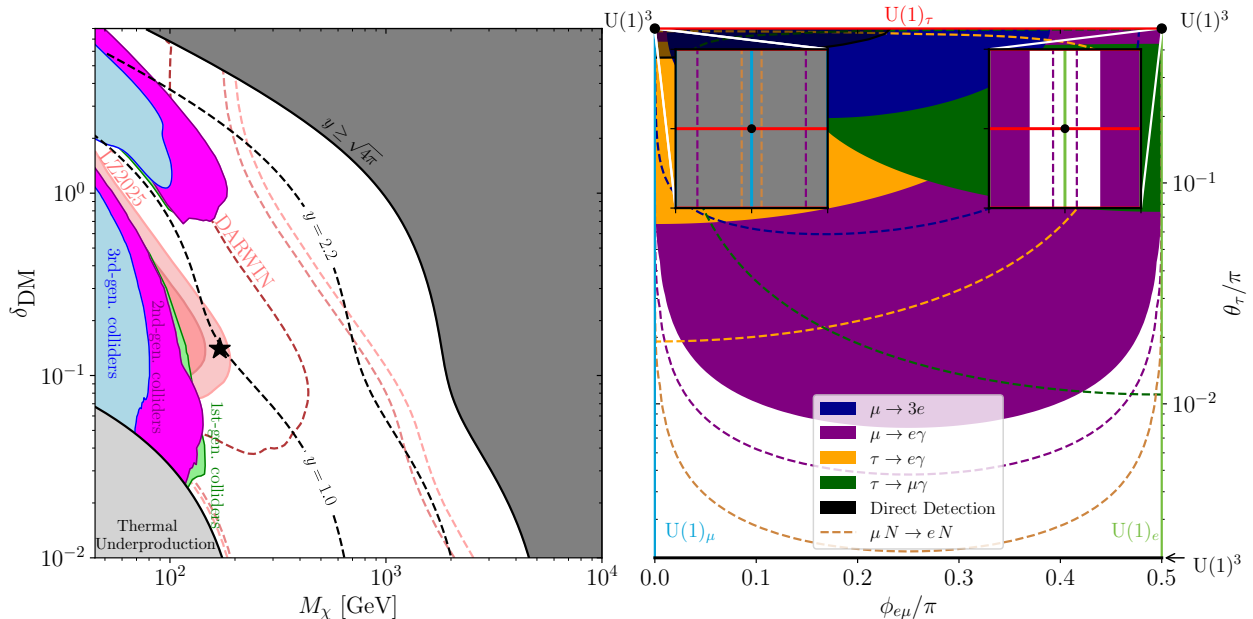 U(1)³
U(1)_τ
U(1)³
10⁰
10⁻¹
10⁻²
δ_DM
10²
10³
10⁴
M_χ [GeV]
y ≥ √4π
y = 2.2
y = 1.0
LZ2025
DARWIN
3rd-gen. colliders
2nd-gen. colliders
1st-gen. colliders
Thermal
Underproduction
μ → 3e
μ → eγ
τ → eγ
τ → μγ
Direct Detection
μN → eN
U(1)_μ
U(1)_e
U(1)³
10⁻¹
10⁻²
θ_τ/π
0.0
0.1
0.2
0.3
0.4
0.5
ϕ_eμ/π